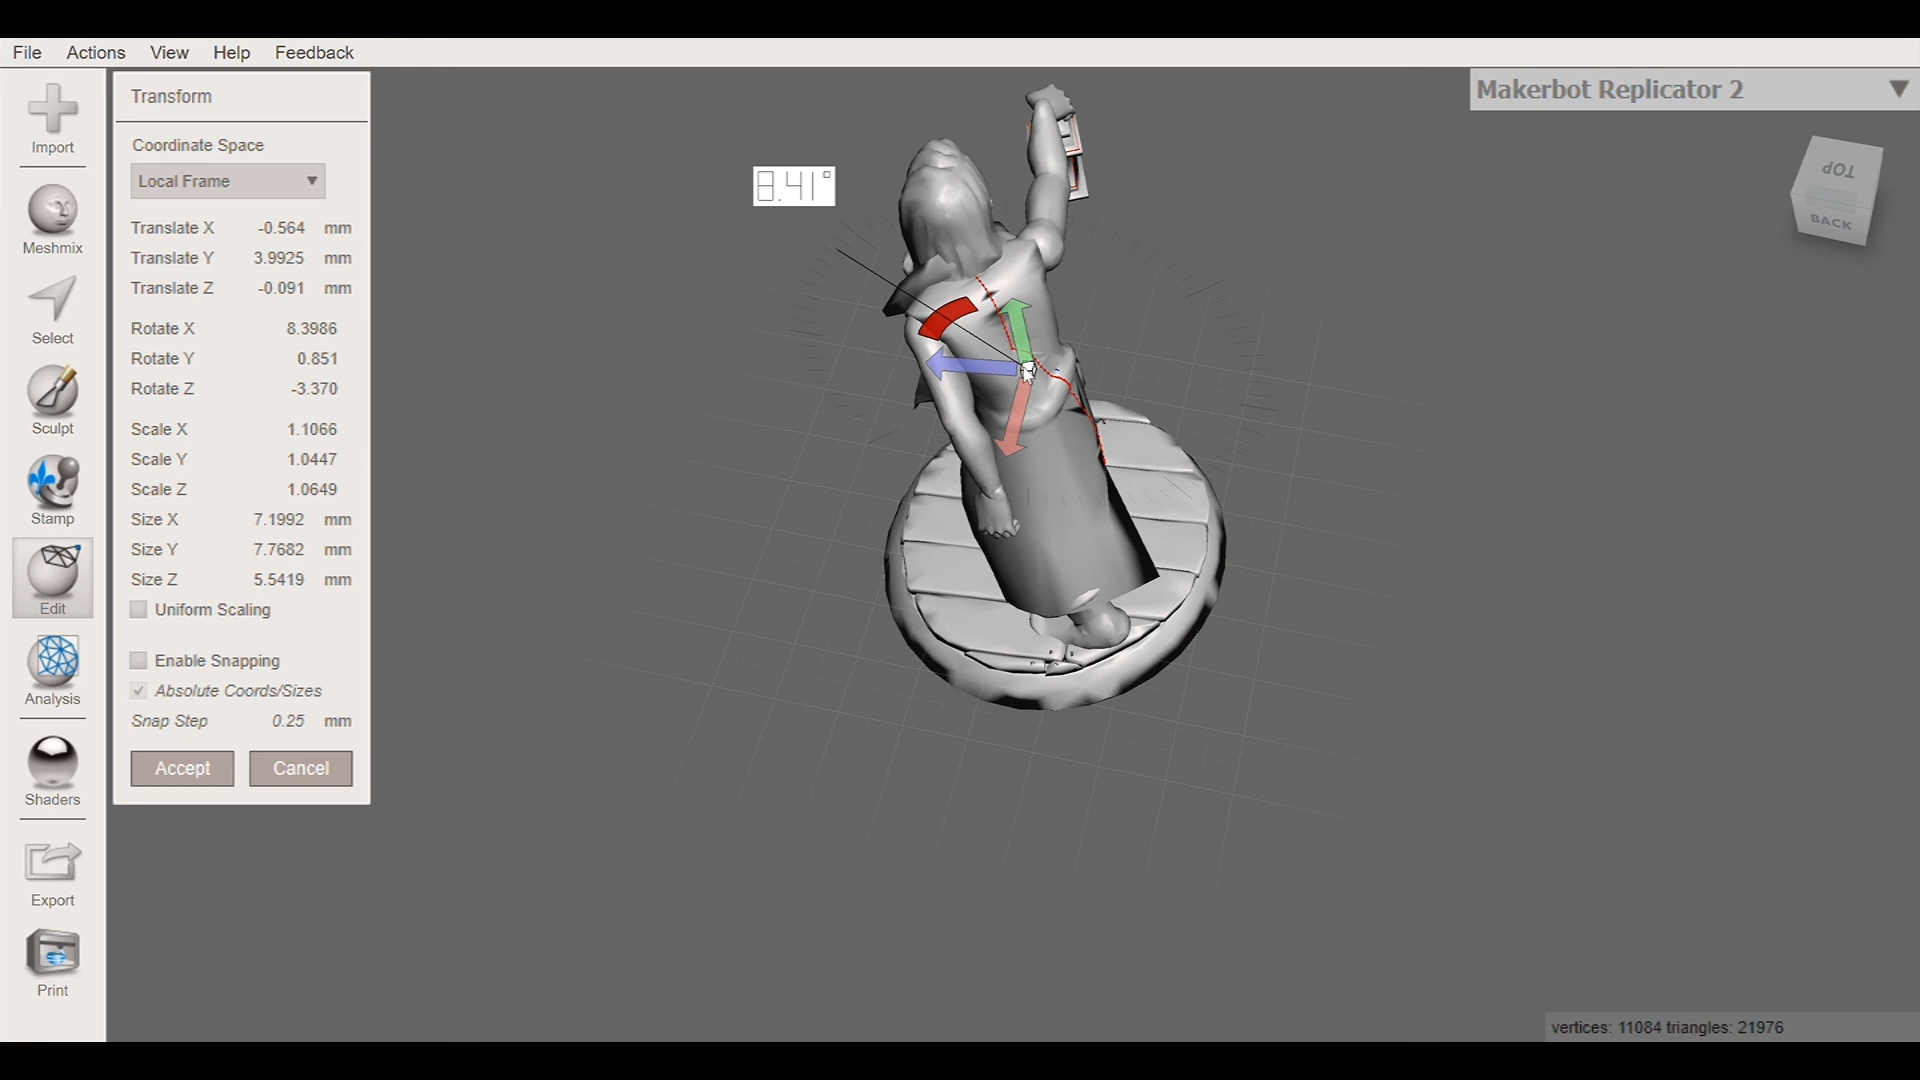 File Actions View Help Feedback
Import
Meshmix
Select
Sculpt
Stamp
Edit
Analysis
Shaders
Export
Print
Transform
Coordinate Space
Local Frame
Translate X -0.564 mm
Translate Y 3.9925 mm
Translate Z -0.091 mm
Rotate X 8.3986
Rotate Y 0.851
Rotate Z -3.370
Scale X 1.1066
Scale Y 1.0447
Scale Z 1.0649
Size X 7.1992 mm
Size Y 7.7682 mm
Size Z 5.5419 mm
Uniform Scaling
Enable Snapping
Absolute Coords/Sizes
Snap Step 0.25 mm
Accept Cancel
8.41°
Makerbot Replicator 2
TOP
BACK
vertices: 11084 triangles: 21976